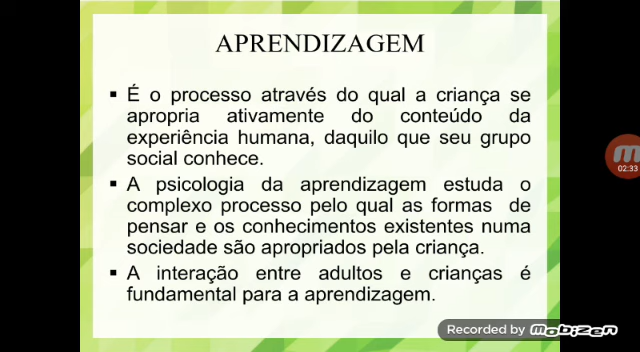 APRENDIZAGEM
▪ É o processo através do qual a criança se
apropria ativamente do conteúdo da
experiência humana, daquilo que seu grupo
social conhece.
▪ A psicologia da aprendizagem estuda o
complexo processo pelo qual as formas de
pensar e os conhecimentos existentes numa
sociedade são apropriados pela criança.
▪ A interação entre adultos e crianças é
fundamental para a aprendizagem.
02:33
Recorded by Mobizen